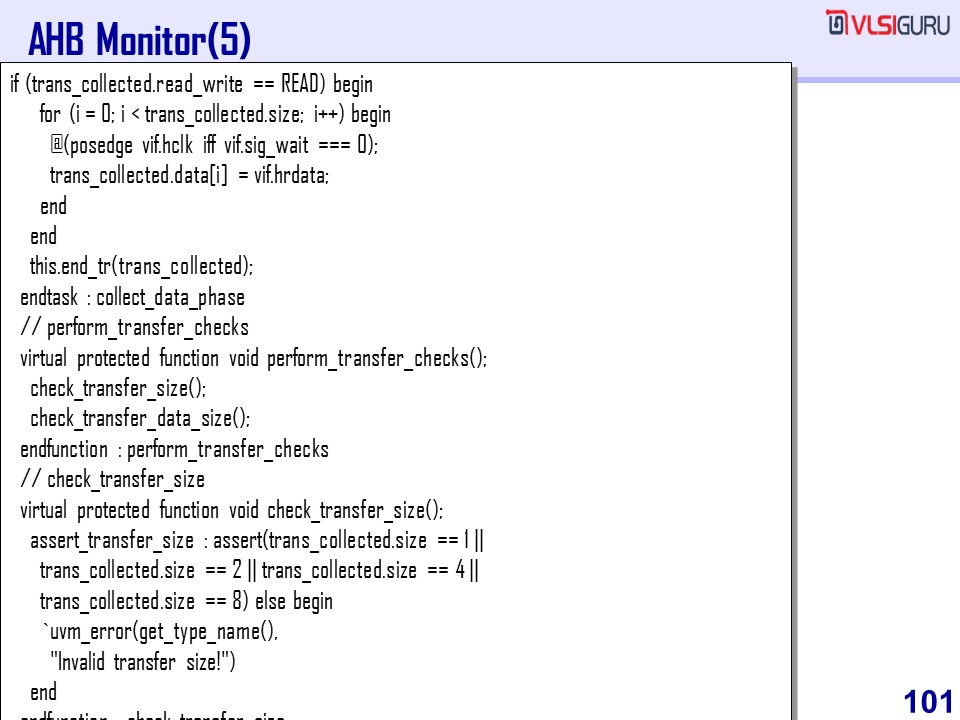 AHB Monitor(5)
VLSIGURU
if (trans_collected.read_write == READ) begin
for (i = 0; i < trans_collected.size; i++) begin
@(posedge vif.hclk iff vif.sig_wait === 0);
trans_collected.data[i] = vif.hrdata;
end
end
this.end_tr(trans_collected);
endtask : collect_data_phase
// perform_transfer_checks
virtual protected function void perform_transfer_checks();
check_transfer_size();
check_transfer_data_size();
endfunction : perform_transfer_checks
// check_transfer_size
virtual protected function void check_transfer_size();
assert_transfer_size : assert(trans_collected.size == 1 ||
trans_collected.size == 2 || trans_collected.size == 4 ||
trans_collected.size == 8) else begin
`uvm_error(get_type_name(),
"Invalid transfer size!")
end
endfunction : check_transfer_size
101